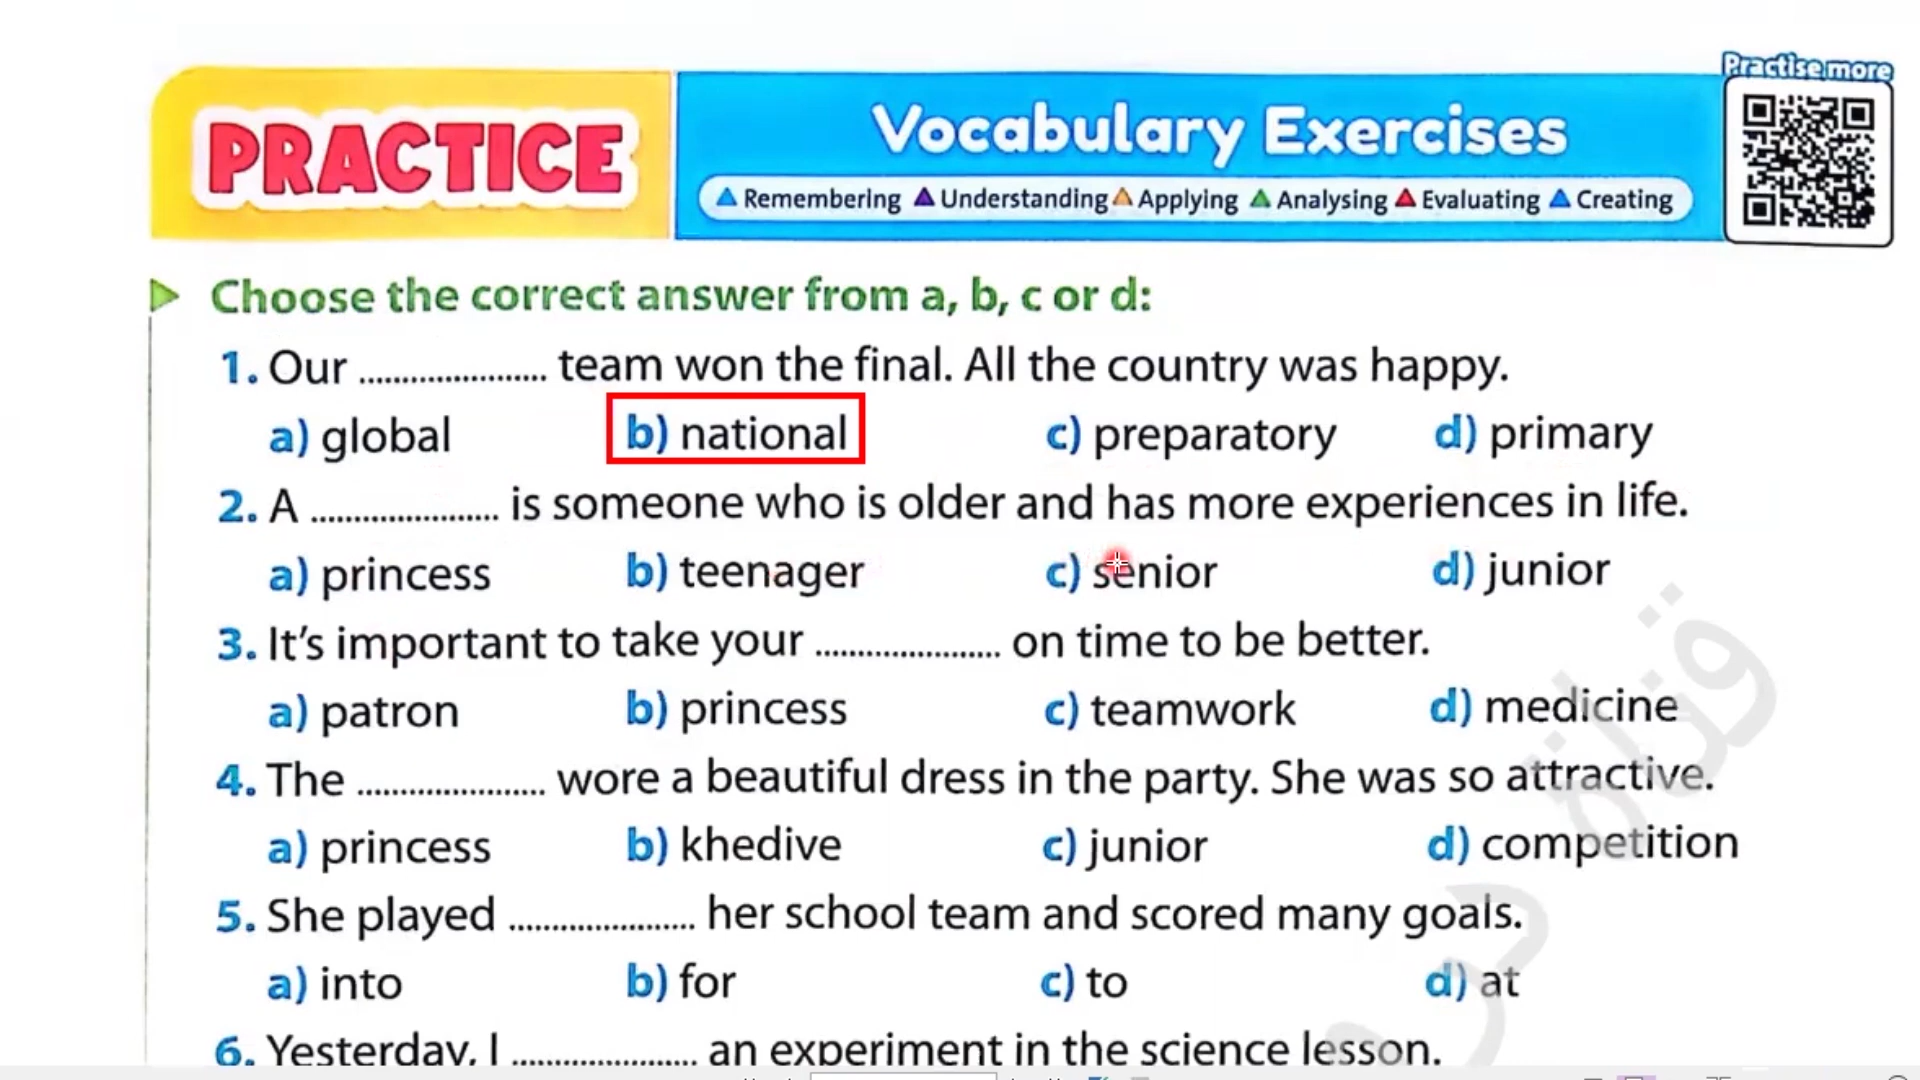 Practise more
PRACTICE
Vocabulary Exercises
Remembering Understanding Applying Analysing Evaluating Creating
Choose the correct answer from a, b, c or d:
1. Our ...................... team won the final. All the country was happy.
a) global b) national c) preparatory d) primary
2. A ...................... is someone who is older and has more experiences in life.
a) princess b) teenager c) senior d) junior
3. It's important to take your ...................... on time to be better.
a) patron b) princess c) teamwork d) medicine
4. The ...................... wore a beautiful dress in the party. She was so attractive.
a) princess b) khedive c) junior d) competition
5. She played ...................... her school team and scored many goals.
a) into b) for c) to d) at
6. Yesterday, I ...................... an experiment in the science lesson.
قناة